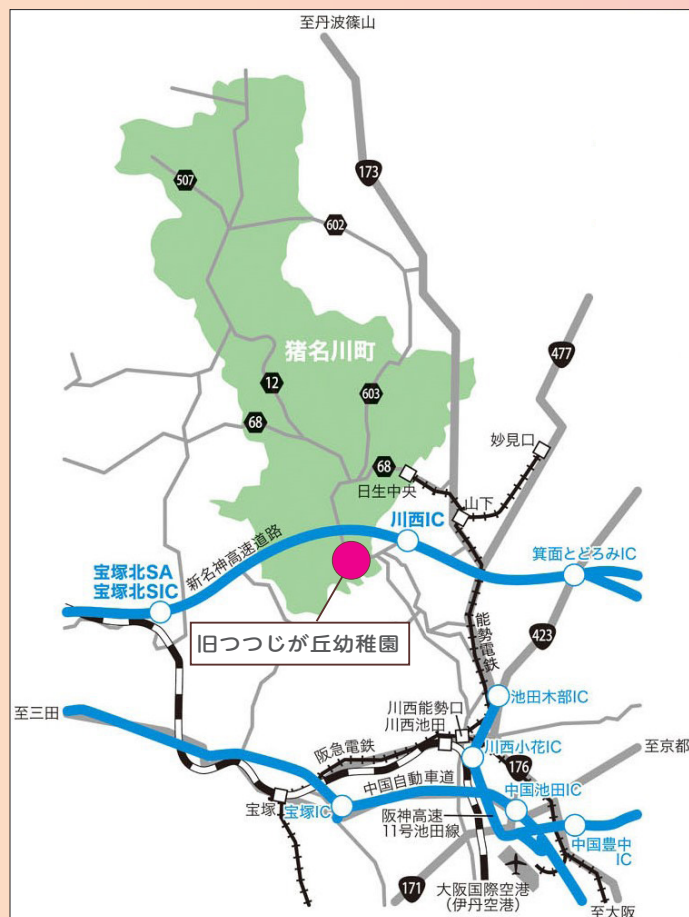 至丹波篠山
173
507
602
477
猪名川町
12
603
68
妙見口
68
日生中央
山下
川西IC
新名神高速道路
箕面とどろみIC
宝塚北SA
宝塚北SIC
能勢電鉄
旧つつじが丘幼稚園
423
池田木部IC
至三田
川西能勢口
川西池田
阪急電鉄
川西小花IC
至京都
176
中国自動車道
中国池田IC
宝塚
宝塚IC
阪神高速
11号池田線
中国豊中
IC
171
大阪国際空港
(伊丹空港)
至大阪